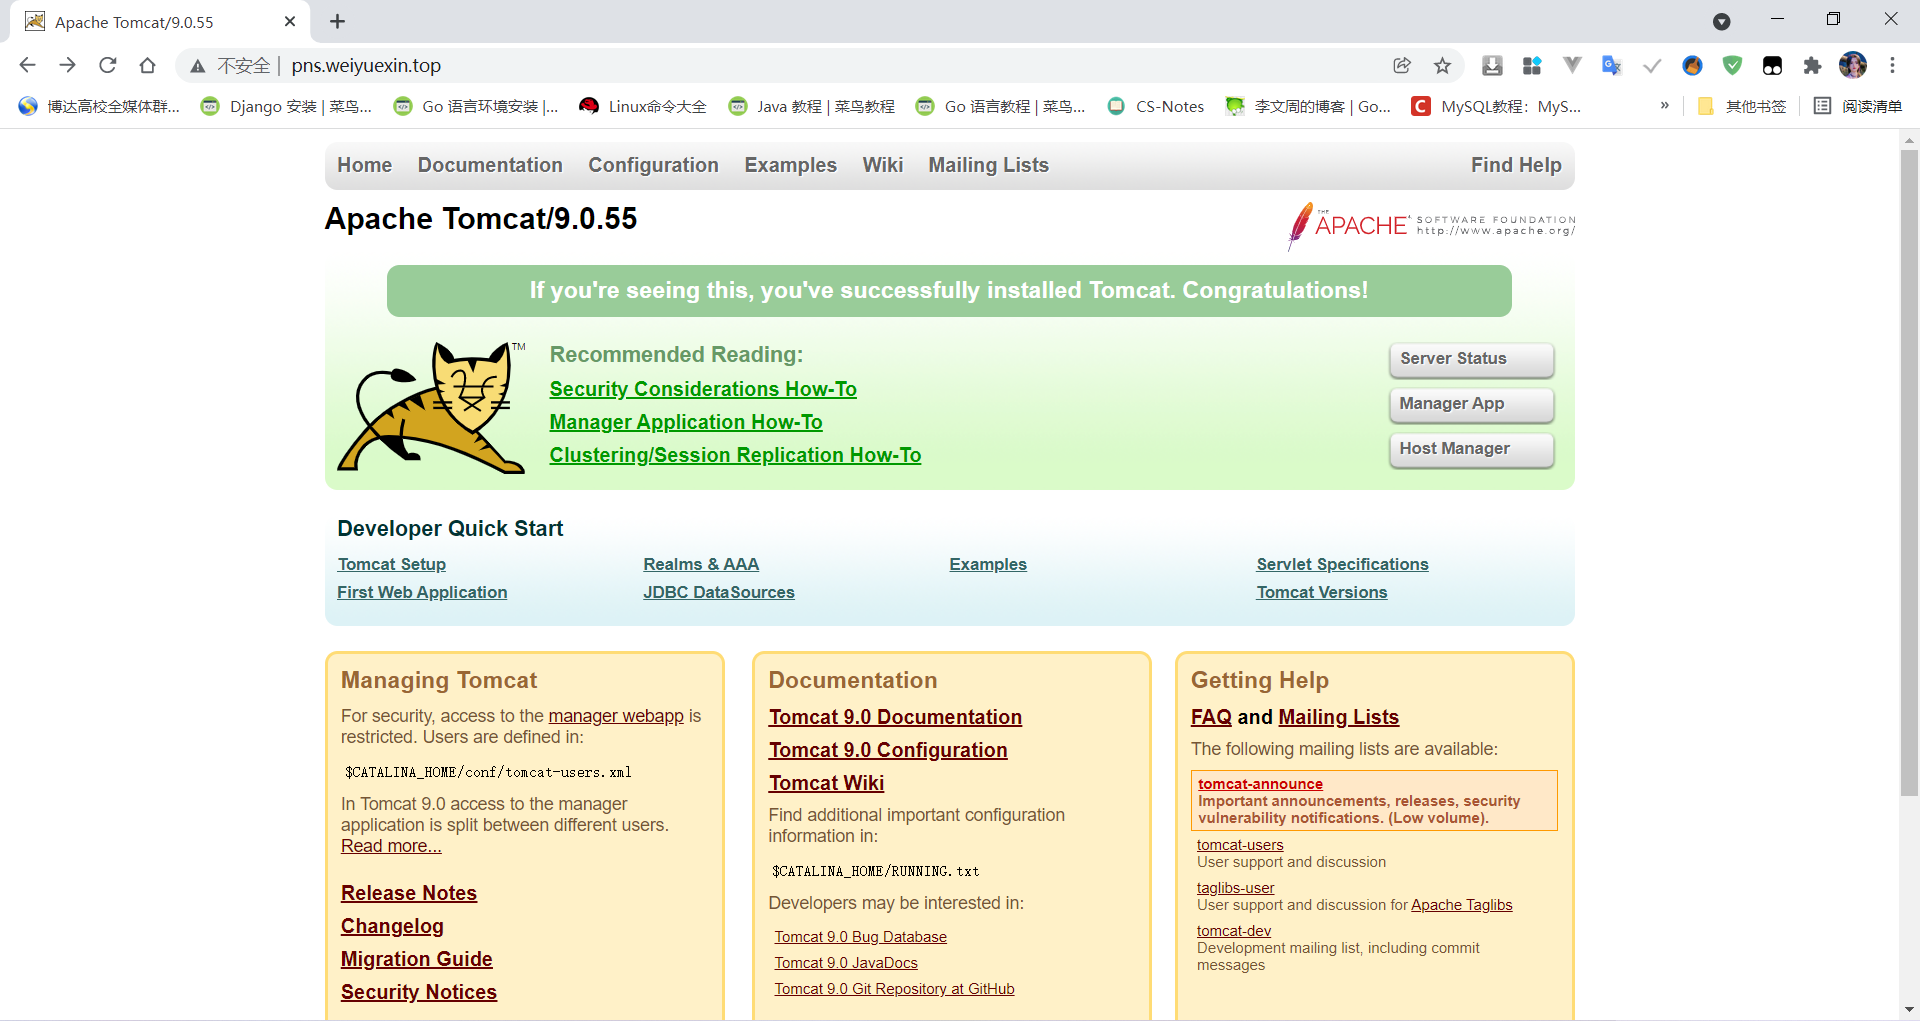 Apache Tomcat/9.0.55
不安全 | pns.weiyuexin.top
博达高校全媒体群... Django 安装 | 菜鸟... Go 语言环境安装 |... Linux命令大全 Java 教程 | 菜鸟教程 Go 语言教程 | 菜鸟... CS-Notes 李文周的博客 | Go... MySQL教程：MyS... » 其他书签 阅读清单
Home Documentation Configuration Examples Wiki Mailing Lists Find Help
Apache Tomcat/9.0.55
THE APACHE SOFTWARE FOUNDATION
http://www.apache.org/
If you're seeing this, you've successfully installed Tomcat. Congratulations!
TM
Recommended Reading:
Security Considerations How-To
Manager Application How-To
Clustering/Session Replication How-To
Server Status
Manager App
Host Manager
Developer Quick Start
Tomcat Setup
First Web Application
Realms & AAA
JDBC DataSources
Examples
Servlet Specifications
Tomcat Versions
Managing Tomcat
For security, access to the manager webapp is
restricted. Users are defined in:
$CATALINA_HOME/conf/tomcat-users.xml
In Tomcat 9.0 access to the manager
application is split between different users.
Read more...
Release Notes
Changelog
Migration Guide
Security Notices
Documentation
Tomcat 9.0 Documentation
Tomcat 9.0 Configuration
Tomcat Wiki
Find additional important configuration
information in:
$CATALINA_HOME/RUNNING.txt
Developers may be interested in:
Tomcat 9.0 Bug Database
Tomcat 9.0 JavaDocs
Tomcat 9.0 Git Repository at GitHub
Getting Help
FAQ and Mailing Lists
The following mailing lists are available:
tomcat-announce
Important announcements, releases, security
vulnerability notifications. (Low volume).
tomcat-users
User support and discussion
taglibs-user
User support and discussion for Apache Taglibs
tomcat-dev
Development mailing list, including commit
messages